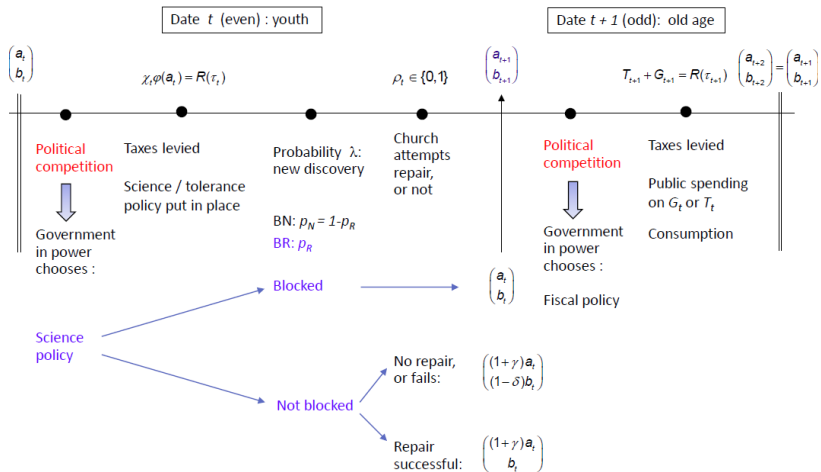 Date t (even) : youth
Date t + 1 (odd): old age
(a_t b_t)
χ_tφ(a_t) = R(τ_t)
ρ_t ∈ {0,1}
(a_{t+1} b_{t+1})
T_{t+1} + G_{t+1} = R(τ_{t+1})
(a_{t+2} b_{t+2}) = (a_{t+1} b_{t+1})
Political
competition
Government
in power
chooses :
Taxes levied
Science / tolerance
policy put in place
Probability λ:
new discovery
BN: p_N = 1-p_R
BR: p_R
Church
attempts
repair,
or not
Political
competition
Government
in power
chooses :
Fiscal policy
Taxes levied
Public spending
on G_t or T_t
Consumption
Science
policy
Blocked
(a_t b_t)
Not blocked
No repair,
or fails:
((1+γ)a_t (1−δ)b_t)
Repair
successful:
((1+γ)a_t b_t)